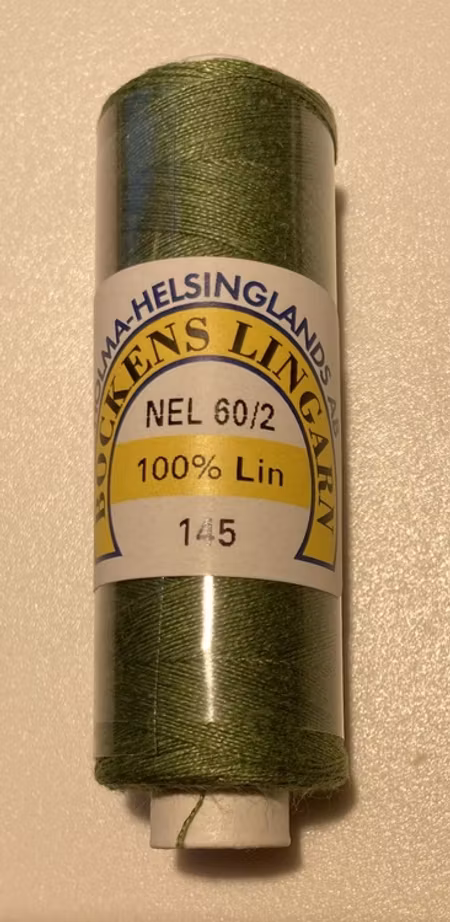 OLMA-HELSINGLANDS AB
BOCKENS LINGARN
NEL 60/2
100% Lin
145